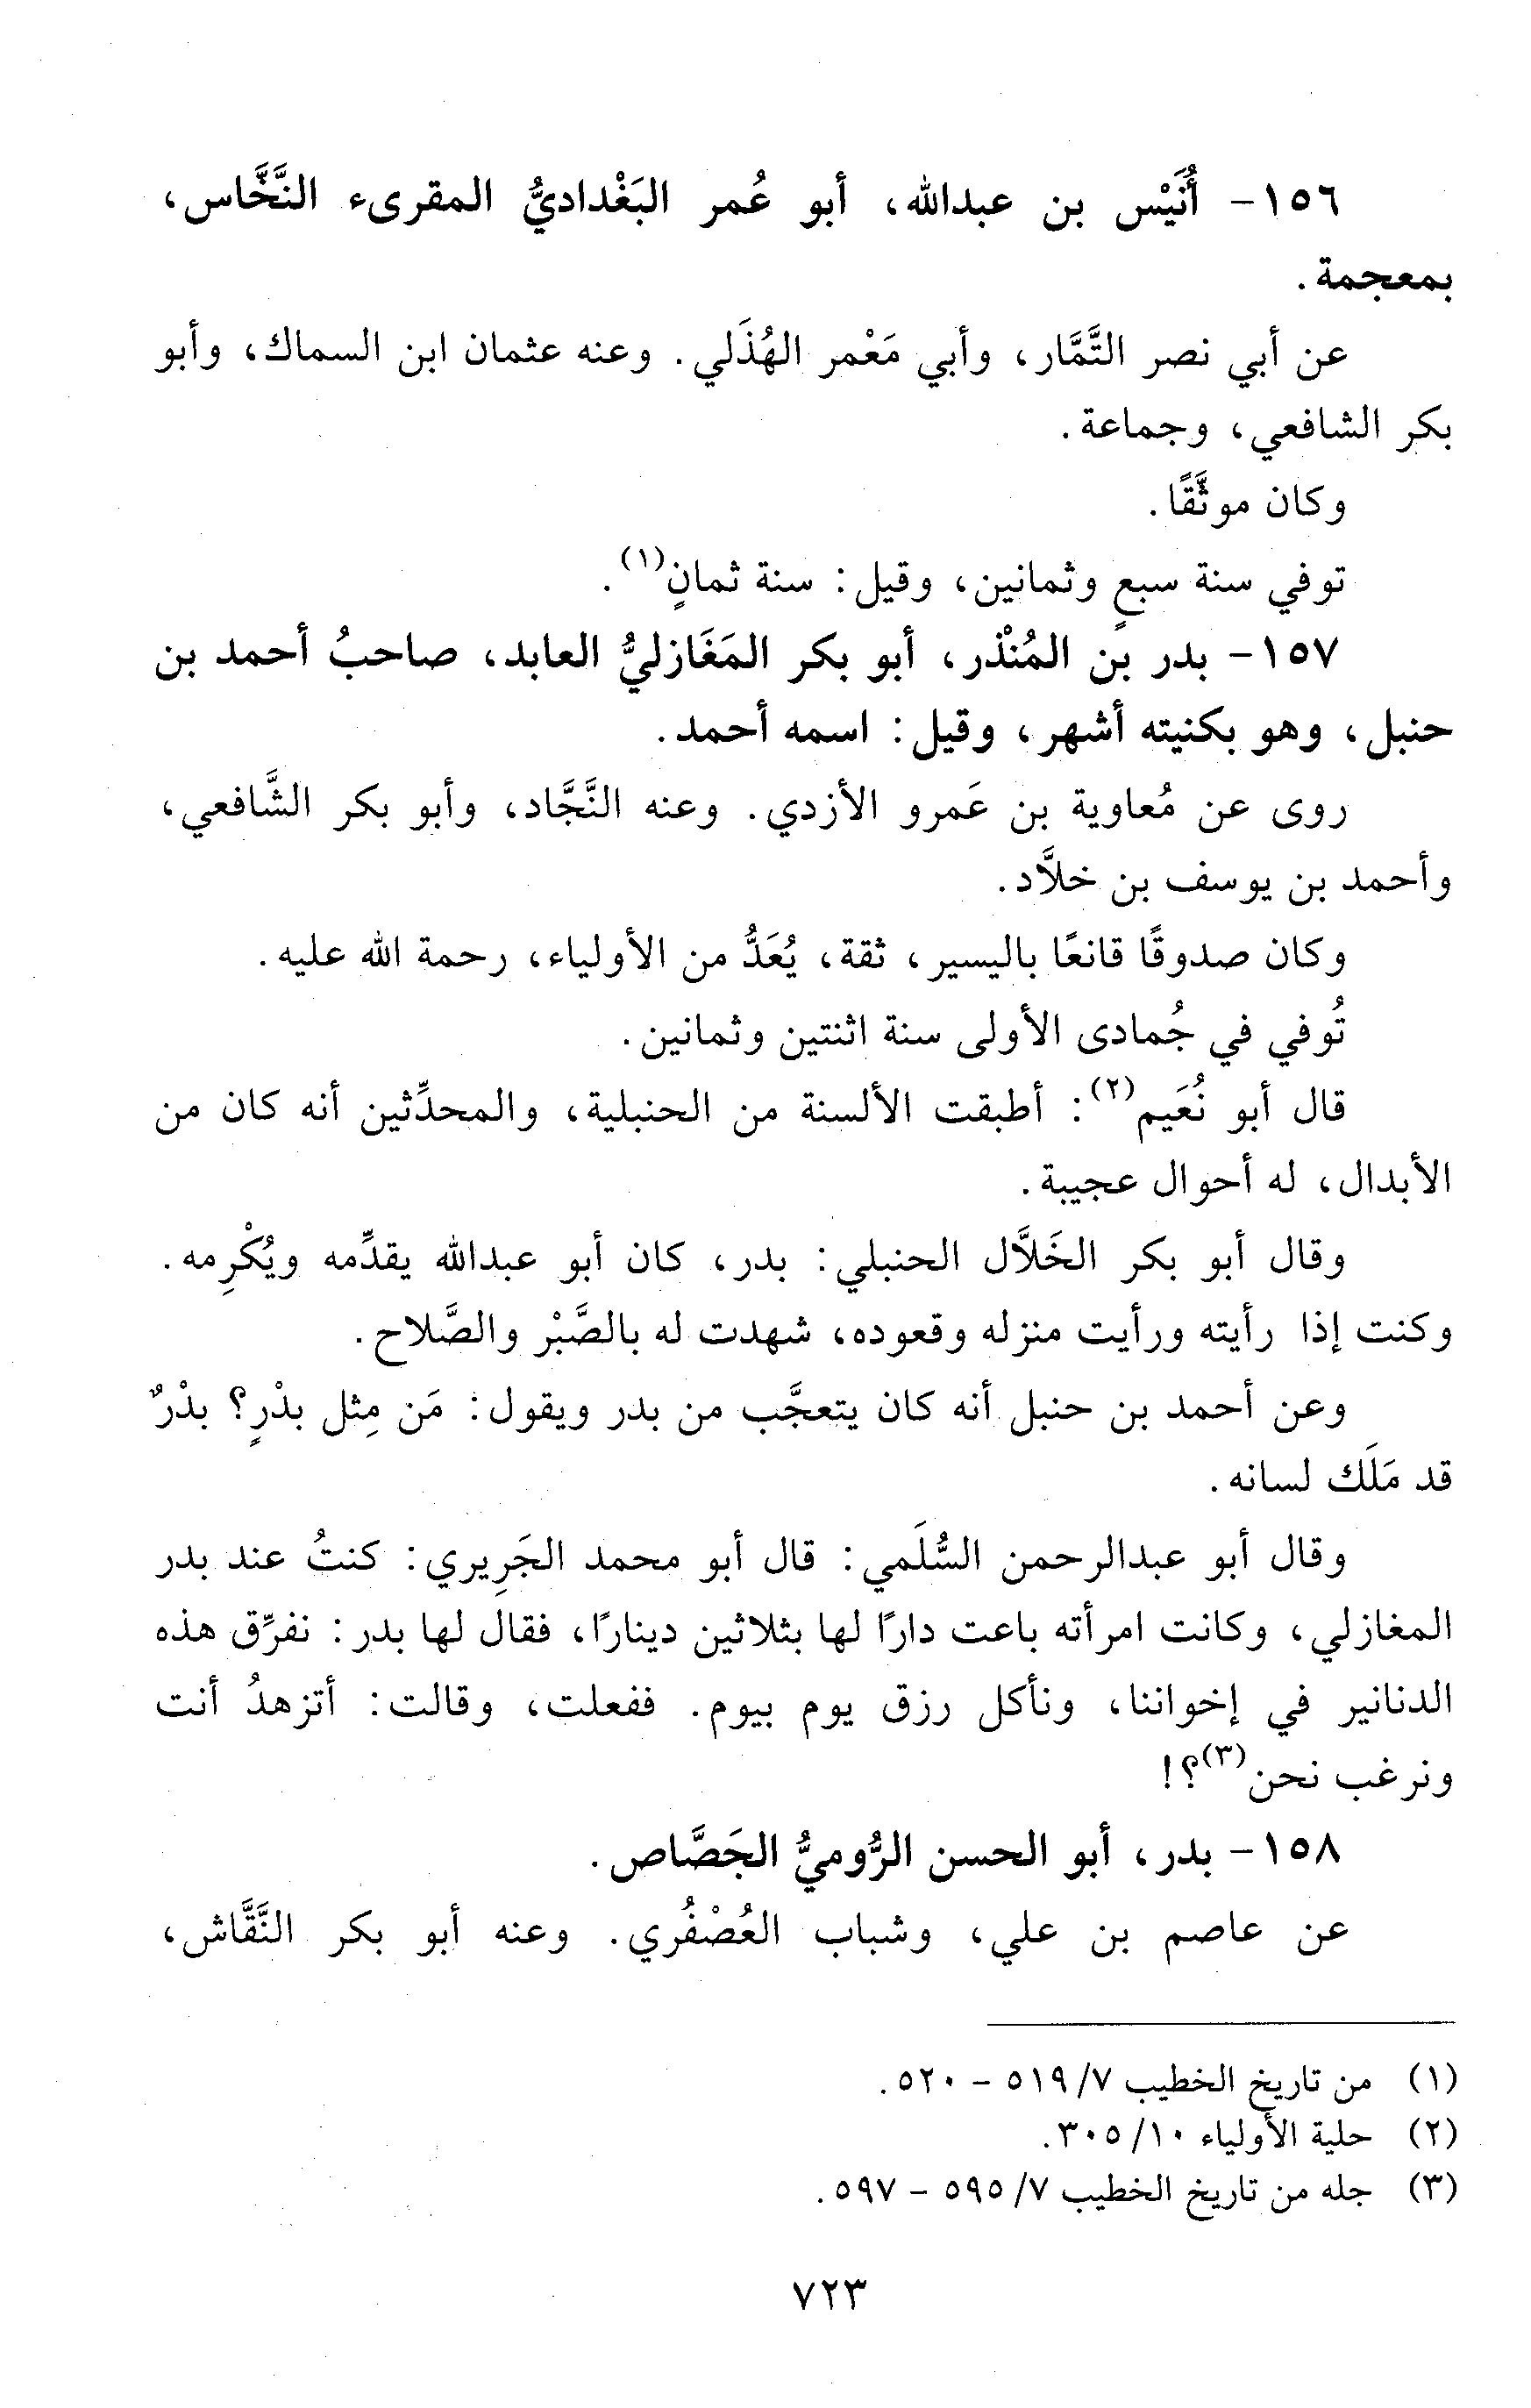 ١٥٦- أُنَيْس بن عبدالله، أبو عُمر البَغْداديُّ المقرىء النَّخَّاس،
بمعجمة.
عن أبي نصر التَّمَّار، وأبي مَعْمر الهُذَلي. وعنه عثمان ابن السماك، وأبو
بكر الشافعي، وجماعة.
وكان موثَّقًا.
توفي سنة سبعٍ وثمانين، وقيل: سنة ثمانٍ(١).
١٥٧- بدر بن المُنْذر، أبو بكر المَغَازليُّ العابد، صاحبُ أحمد بن
حنبل، وهو بكنيته أشهر، وقيل: اسمه أحمد.
روى عن مُعاوية بن عَمرو الأزدي. وعنه النَّجَّاد، وأبو بكر الشَّافعي،
وأحمد بن يوسف بن خلاَّد.
وكان صدوقًا قانعًا باليسير، ثقة، يُعَدُّ من الأولياء، رحمة الله عليه.
تُوفي في جُمادى الأولى سنة اثنتين وثمانين.
قال أبو نُعَيم(٢): أطبقت الألسنة من الحنبلية، والمحدِّثين أنه كان من
الأبدال، له أحوال عجيبة.
وقال أبو بكر الخَلاَّل الحنبلي: بدر، كان أبو عبدالله يقدِّمه ويُكْرِمه.
وكنت إذا رأيته ورأيت منزله وقعوده، شهدت له بالصَّبْر والصَّلاح.
وعن أحمد بن حنبل أنه كان يتعجَّب من بدر ويقول: مَن مِثل بدْرٍ؟ بدْرٌ
قد مَلَك لسانه.
وقال أبو عبدالرحمن السُّلَمي: قال أبو محمد الجَرِيري: كنتُ عند بدر
المغازلي، وكانت امرأته باعت دارًا لها بثلاثين دينارًا، فقال لها بدر: نفرِّق هذه
الدنانير في إخواننا، ونأكل رزق يوم بيوم. ففعلت، وقالت: أتزهدُ أنت
ونرغب نحن(٣)؟!
١٥٨- بدر، أبو الحسن الرُّوميُّ الجَصَّاص.
عن عاصم بن علي، وشباب العُصْفُري. وعنه أبو بكر النَّقَّاش،
(١) من تاريخ الخطيب ٧/ ٥١٩ - ٥٢٠.
(٢) حلية الأولياء ١٠/ ٣٠٥.
(٣) جله من تاريخ الخطيب ٧/ ٥٩٥ - ٥٩٧.
٧٢٣